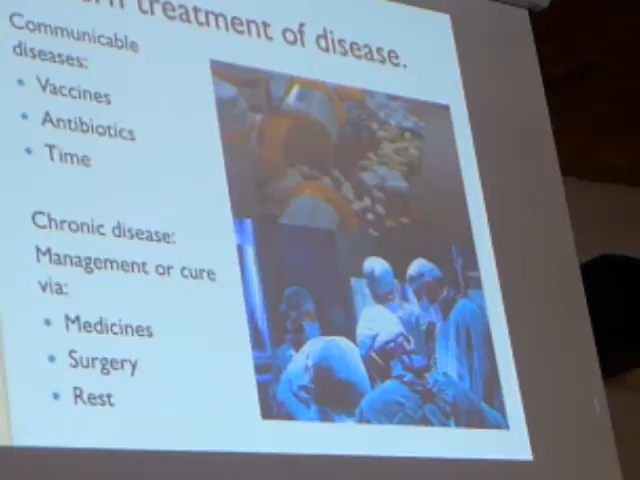 treatment of disease.
Communicable
diseases:
• Vaccines
• Antibiotics
• Time
Chronic disease:
Management or cure
via:
• Medicines
• Surgery
• Rest